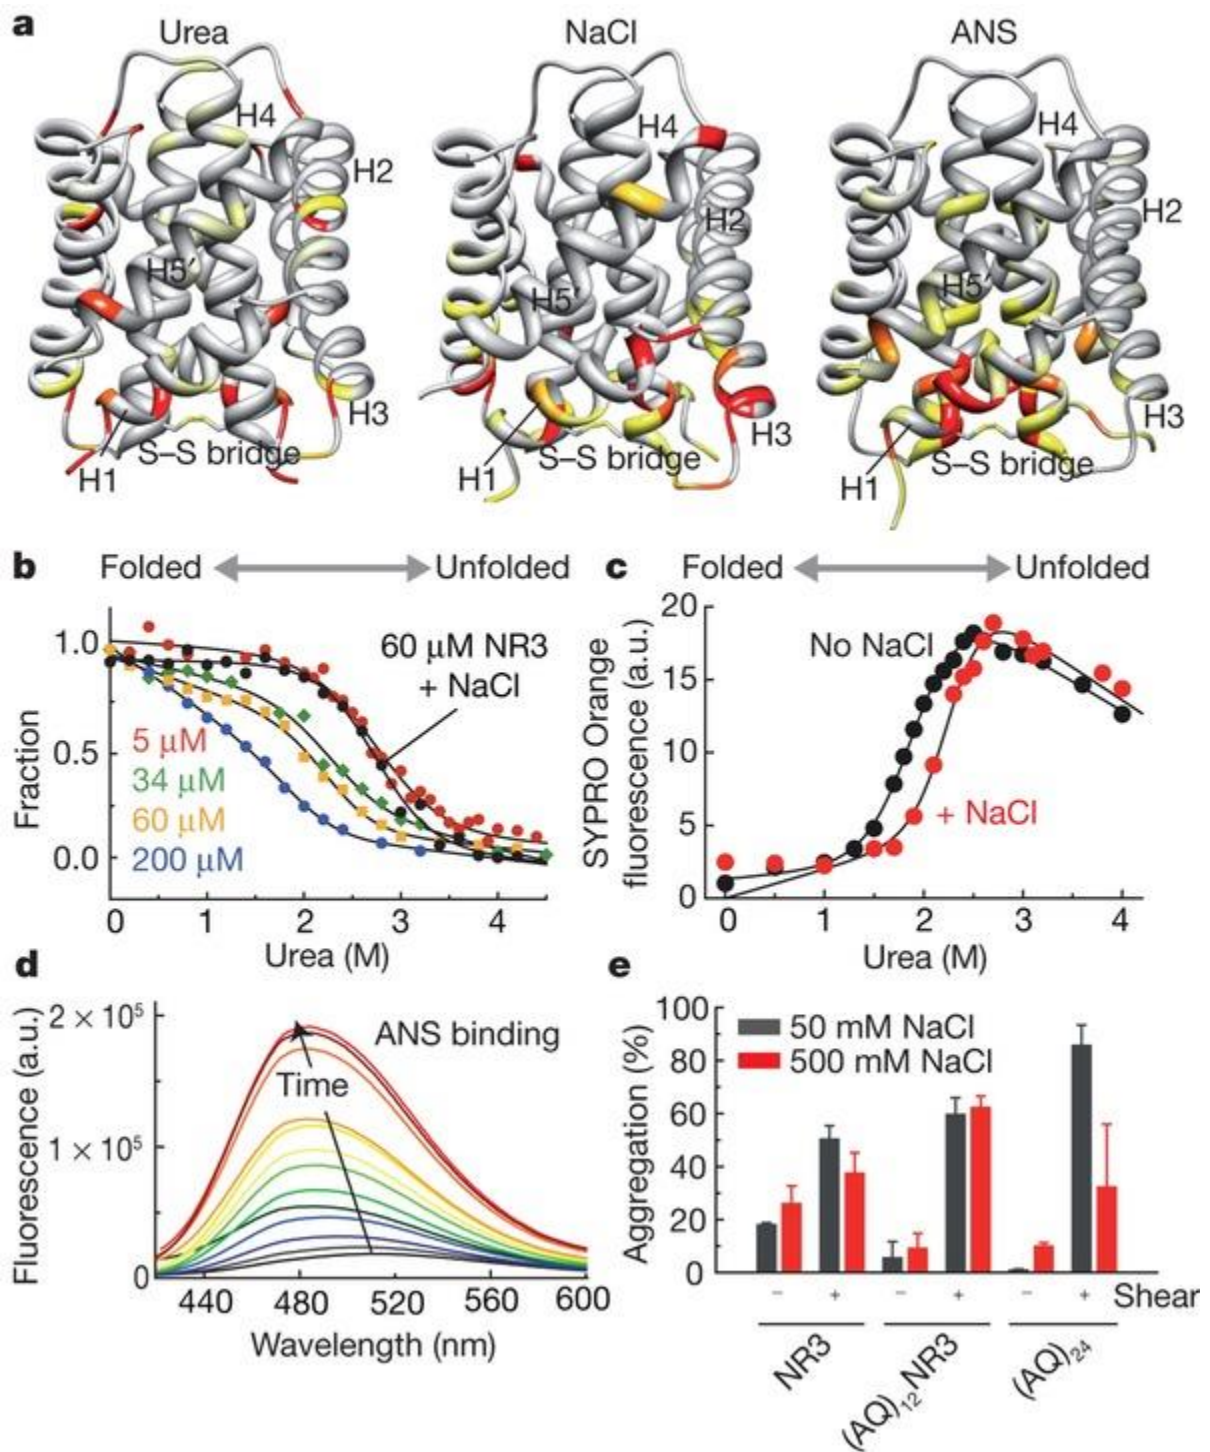 a
Urea
NaCl
ANS
H4
H2
H5′
H3
S–S bridge
H1
H4
H2
H5′
H3
S–S bridge
H1
H4
H2
H5′
H3
S–S bridge
H1
b
Folded
Unfolded
Fraction
1.0
0.5
0.0
60 μM NR3
+ NaCl
5 μM
34 μM
60 μM
200 μM
0 1 2 3 4
Urea (M)
c
Folded
Unfolded
SYPRO Orange
fluorescence (a.u.)
20
15
10
5
0
No NaCl
+ NaCl
0 1 2 3 4
Urea (M)
d
Fluorescence (a.u.)
2 × 10⁵
1 × 10⁵
0
ANS binding
Time
440 480 520 560 600
Wavelength (nm)
e
Aggregation (%)
100
80
60
40
20
0
50 mM NaCl
500 mM NaCl
− + − + − + Shear
NR3
(AQ)₁₂NR3
(AQ)₂₄